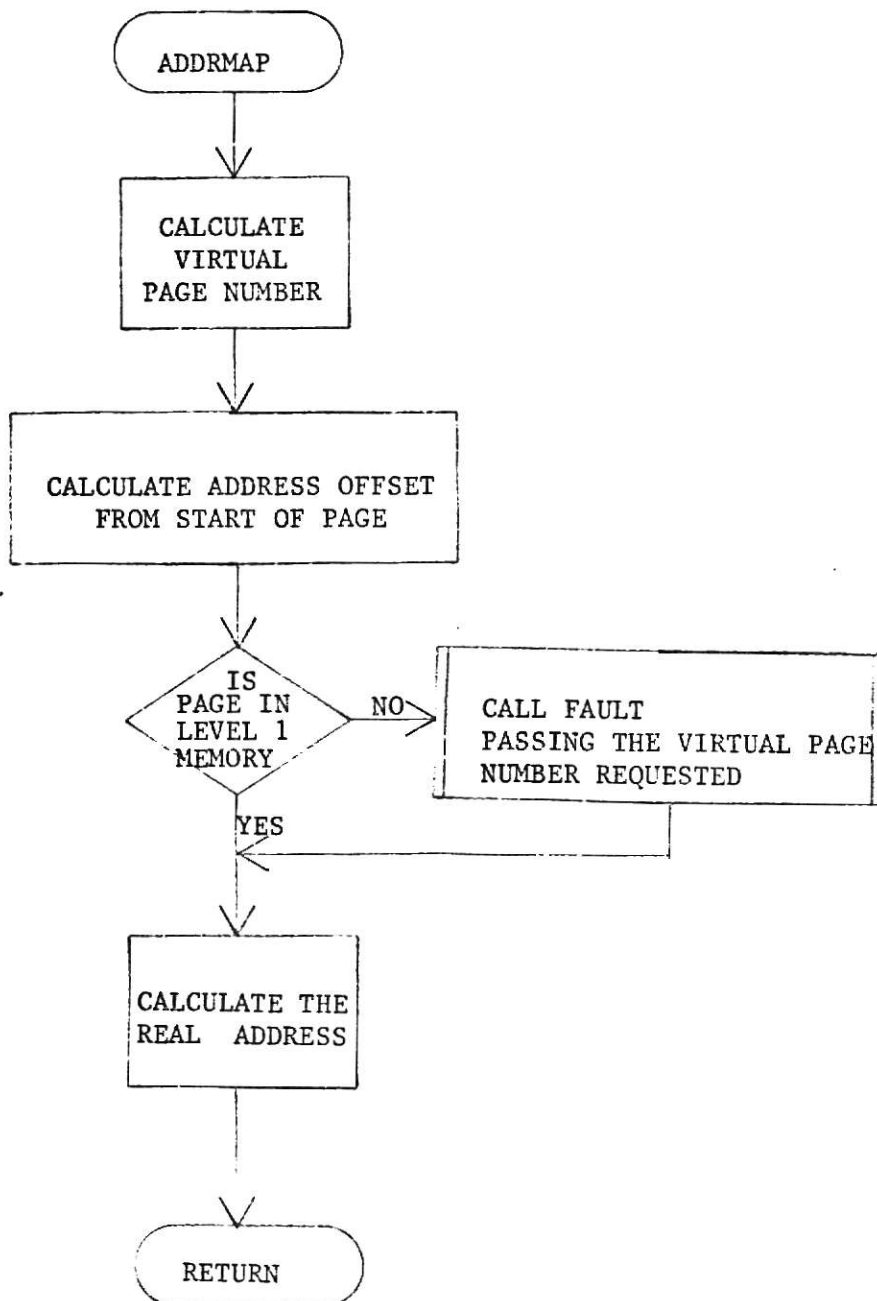 ADDRMAP
CALCULATE
VIRTUAL
PAGE NUMBER
CALCULATE ADDRESS OFFSET
FROM START OF PAGE
IS
PAGE IN
LEVEL 1
MEMORY
NO
CALL FAULT
PASSING THE VIRTUAL PAGE
NUMBER REQUESTED
YES
CALCULATE THE
REAL ADDRESS
RETURN